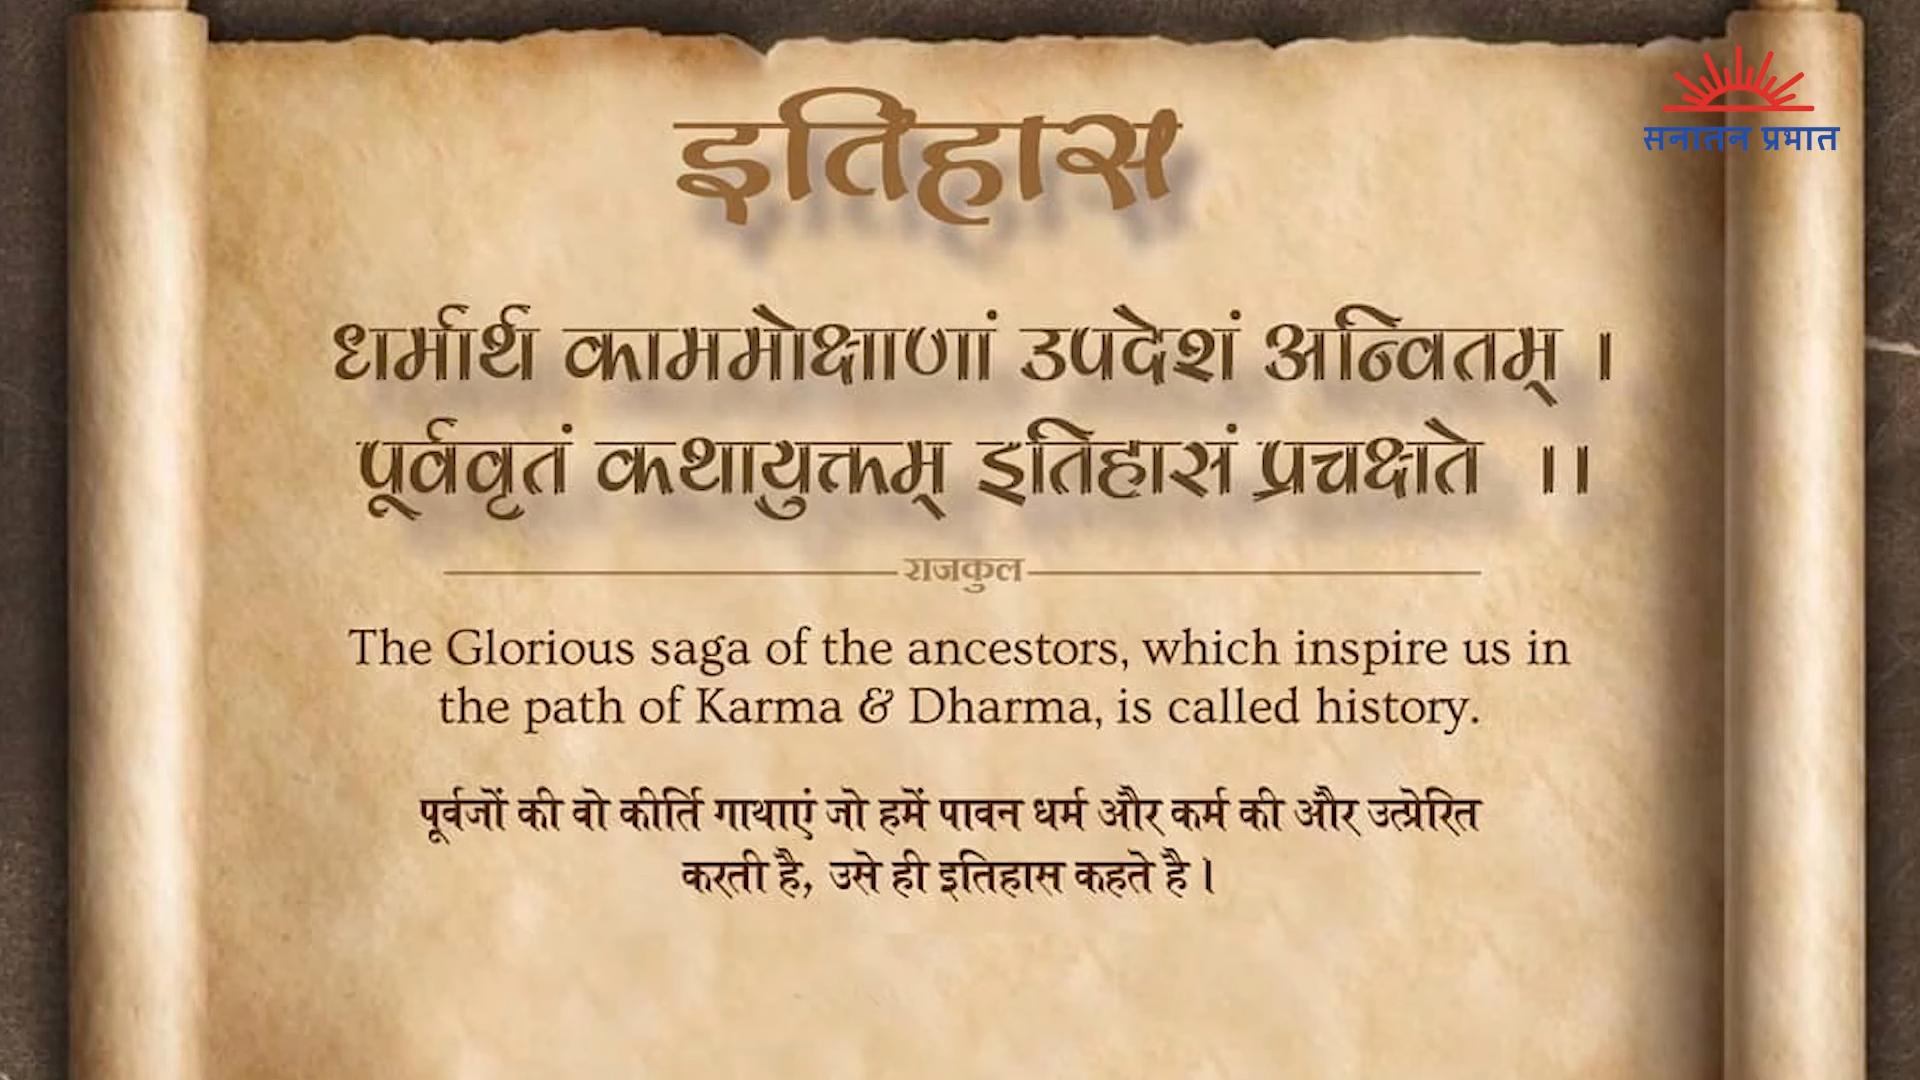 सनातन प्रभात
इतिहास
धर्मार्थ काममोक्षाणां उपदेशं अन्वितम् ।
पूर्ववृतं कथायुक्तम् इतिहासं प्रचक्षते ।।
राजकुल
The Glorious saga of the ancestors, which inspire us in
the path of Karma & Dharma, is called history.
पूर्वजों की वो कीर्ति गाथाएं जो हमें पावन धर्म और कर्म की और उत्प्रेरित
करती है, उसे ही इतिहास कहते है ।